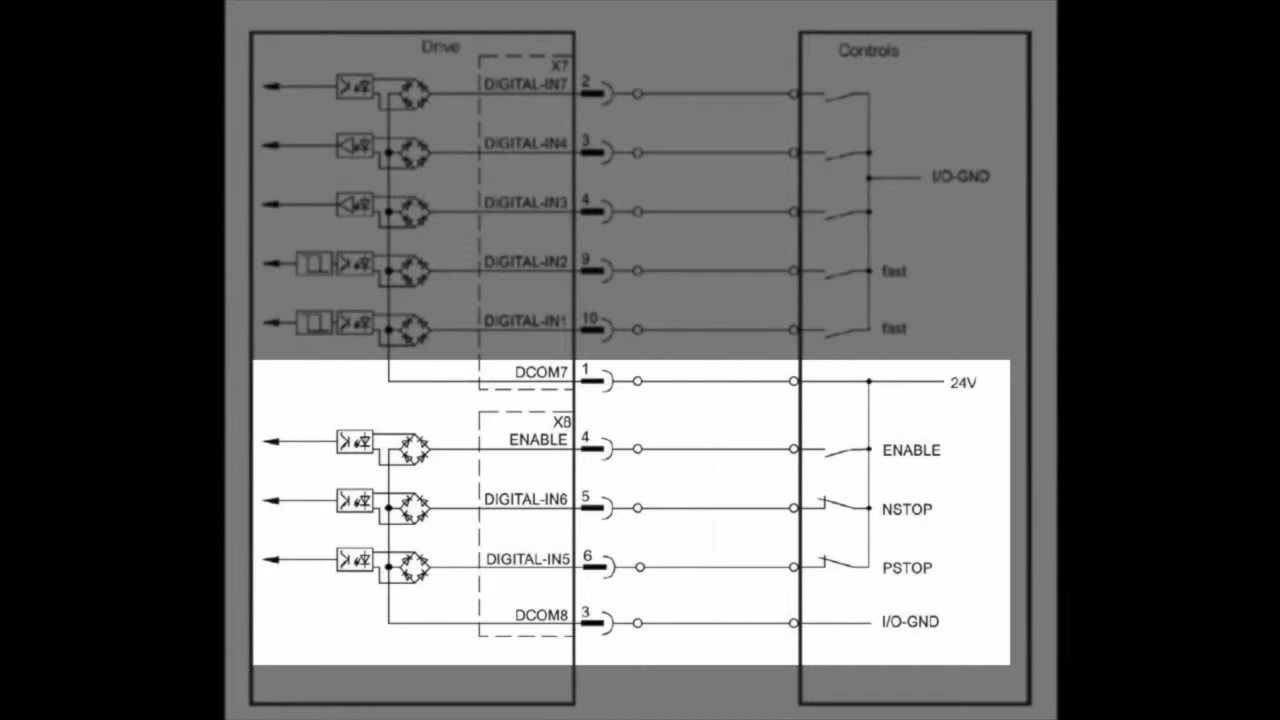 Drive
Controls
X7
DIGITAL-IN7 2
DIGITAL-IN4 3
I/O-GND
DIGITAL-IN3 4
DIGITAL-IN2 9 fast
DIGITAL-IN1 10 fast
DCOM7 1 24V
X8
ENABLE 4 ENABLE
DIGITAL-IN6 5 NSTOP
DIGITAL-IN5 6 PSTOP
DCOM8 3 I/O-GND